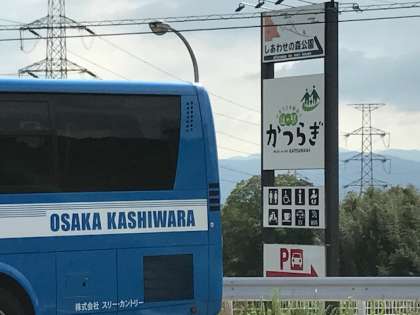 しあわせの森公園
道の駅
かつらぎ
KATSURAGI
P
OSAKA KASHIWARA
株式会社 スリー・カントリー